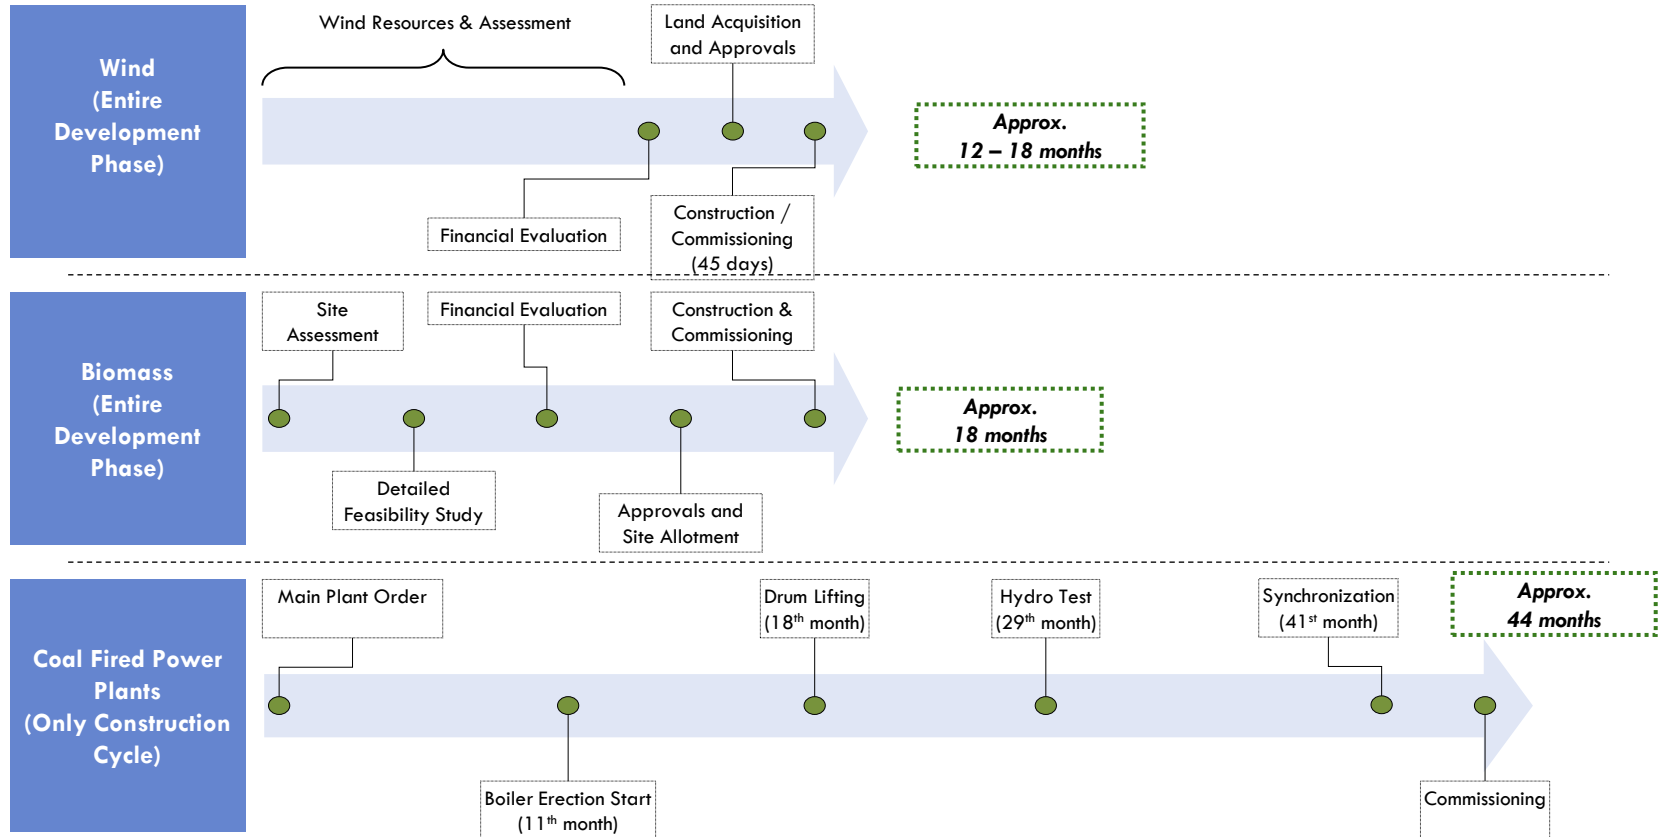 Wind
(Entire
Development
Phase)
Wind Resources & Assessment
Land Acquisition
and Approvals
Financial Evaluation
Construction /
Commissioning
(45 days)
Approx.
12 – 18 months
Biomass
(Entire
Development
Phase)
Site
Assessment
Financial Evaluation
Construction &
Commissioning
Detailed
Feasibility Study
Approvals and
Site Allotment
Approx.
18 months
Coal Fired Power
Plants
(Only Construction
Cycle)
Main Plant Order
Drum Lifting
(18th month)
Hydro Test
(29th month)
Synchronization
(41st month)
Approx.
44 months
Boiler Erection Start
(11th month)
Commissioning